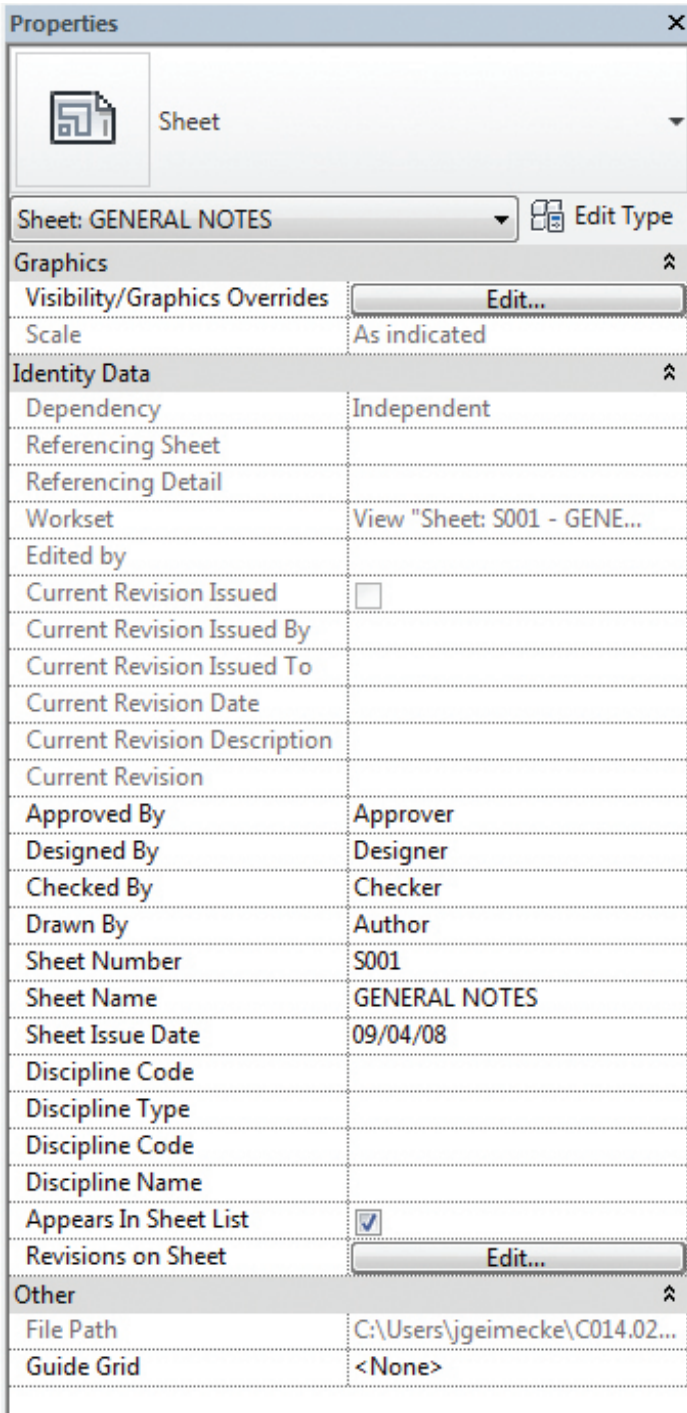 Properties
Sheet
Sheet: GENERAL NOTES Edit Type
Graphics
Visibility/Graphics Overrides Edit...
Scale As indicated
Identity Data
Dependency Independent
Referencing Sheet
Referencing Detail
Workset View "Sheet: S001 - GENE...
Edited by
Current Revision Issued
Current Revision Issued By
Current Revision Issued To
Current Revision Date
Current Revision Description
Current Revision
Approved By Approver
Designed By Designer
Checked By Checker
Drawn By Author
Sheet Number S001
Sheet Name GENERAL NOTES
Sheet Issue Date 09/04/08
Discipline Code
Discipline Type
Discipline Code
Discipline Name
Appears In Sheet List
Revisions on Sheet Edit...
Other
File Path C:\Users\jgeimecke\C014.02...
Guide Grid <None>